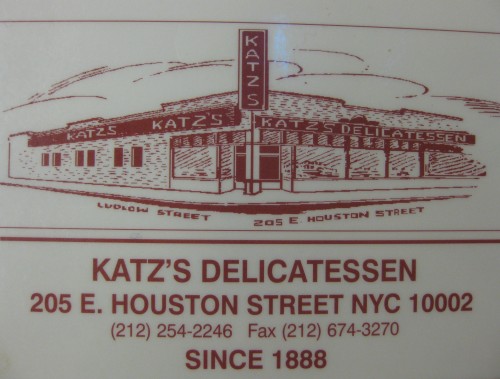 KATZ'S
KATZ'S KATZ'S KATZ'S DELICATESSEN
LUDLOW STREET 205 E. HOUSTON STREET
KATZ'S DELICATESSEN
205 E. HOUSTON STREET NYC 10002
(212) 254-2246 Fax (212) 674-3270
SINCE 1888